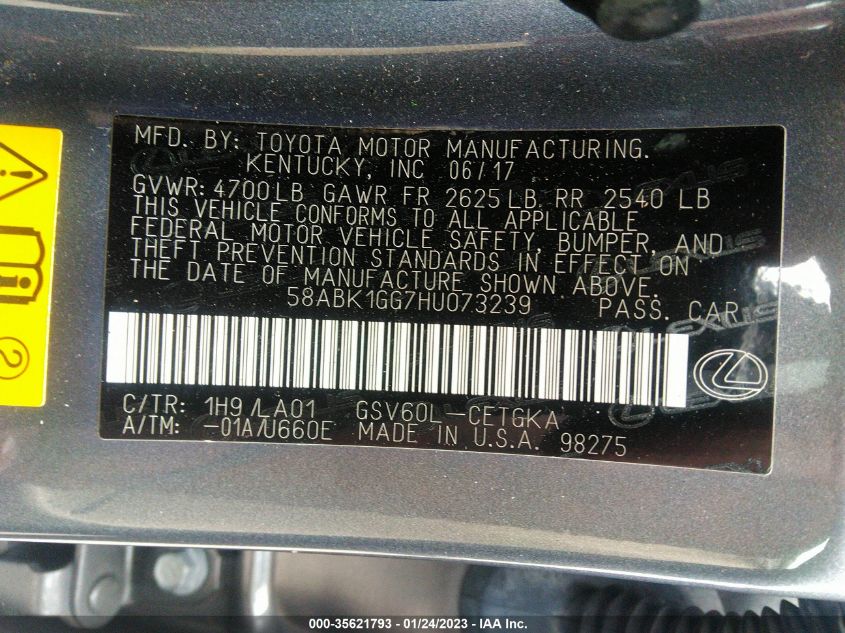 MFD. BY: TOYOTA MOTOR MANUFACTURING.
KENTUCKY, INC 06/17
GVWR: 4700LB GAWR FR 2625LB. RR 2540 LB
THIS VEHICLE CONFORMS TO ALL APPLICABLE
FEDERAL MOTOR VEHICLE SAFETY, BUMPER, AND
THEFT PREVENTION STANDARDS IN EFFECT ON
THE DATE OF MANUFACTURE SHOWN ABOVE.
58ABK1GG7HU073239 PASS. CAR
C/TR: 1H9/LA01 GSV60L-CETGKA
A/TM: -01A/U660E MADE IN U.S.A. 98275
2
000-35621793 - 01/24/2023 - IAA Inc.